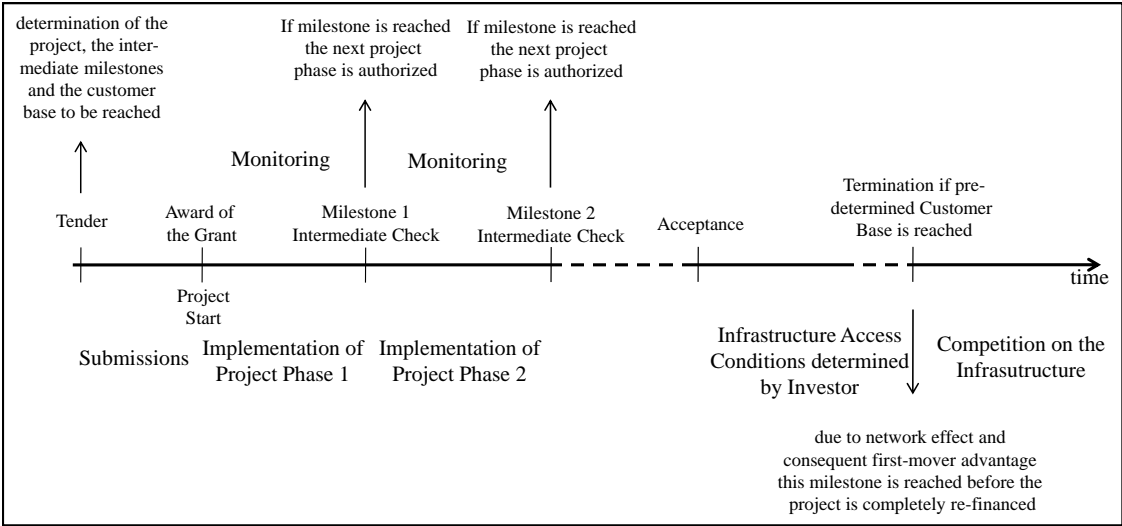 determination of the
project, the inter-
mediate milestones
and the customer
base to be reached
If milestone is reached
the next project
phase is authorized
If milestone is reached
the next project
phase is authorized
Monitoring
Monitoring
Tender
Award of
the Grant
Milestone 1
Intermediate Check
Milestone 2
Intermediate Check
Acceptance
Termination if pre-
determined Customer
Base is reached
time
Project
Start
Submissions
Implementation of
Project Phase 1
Implementation of
Project Phase 2
Infrastructure Access
Conditions determined
by Investor
Competition on the
Infrasutructure
due to network effect and
consequent first-mover advantage
this milestone is reached before the
project is completely re-financed